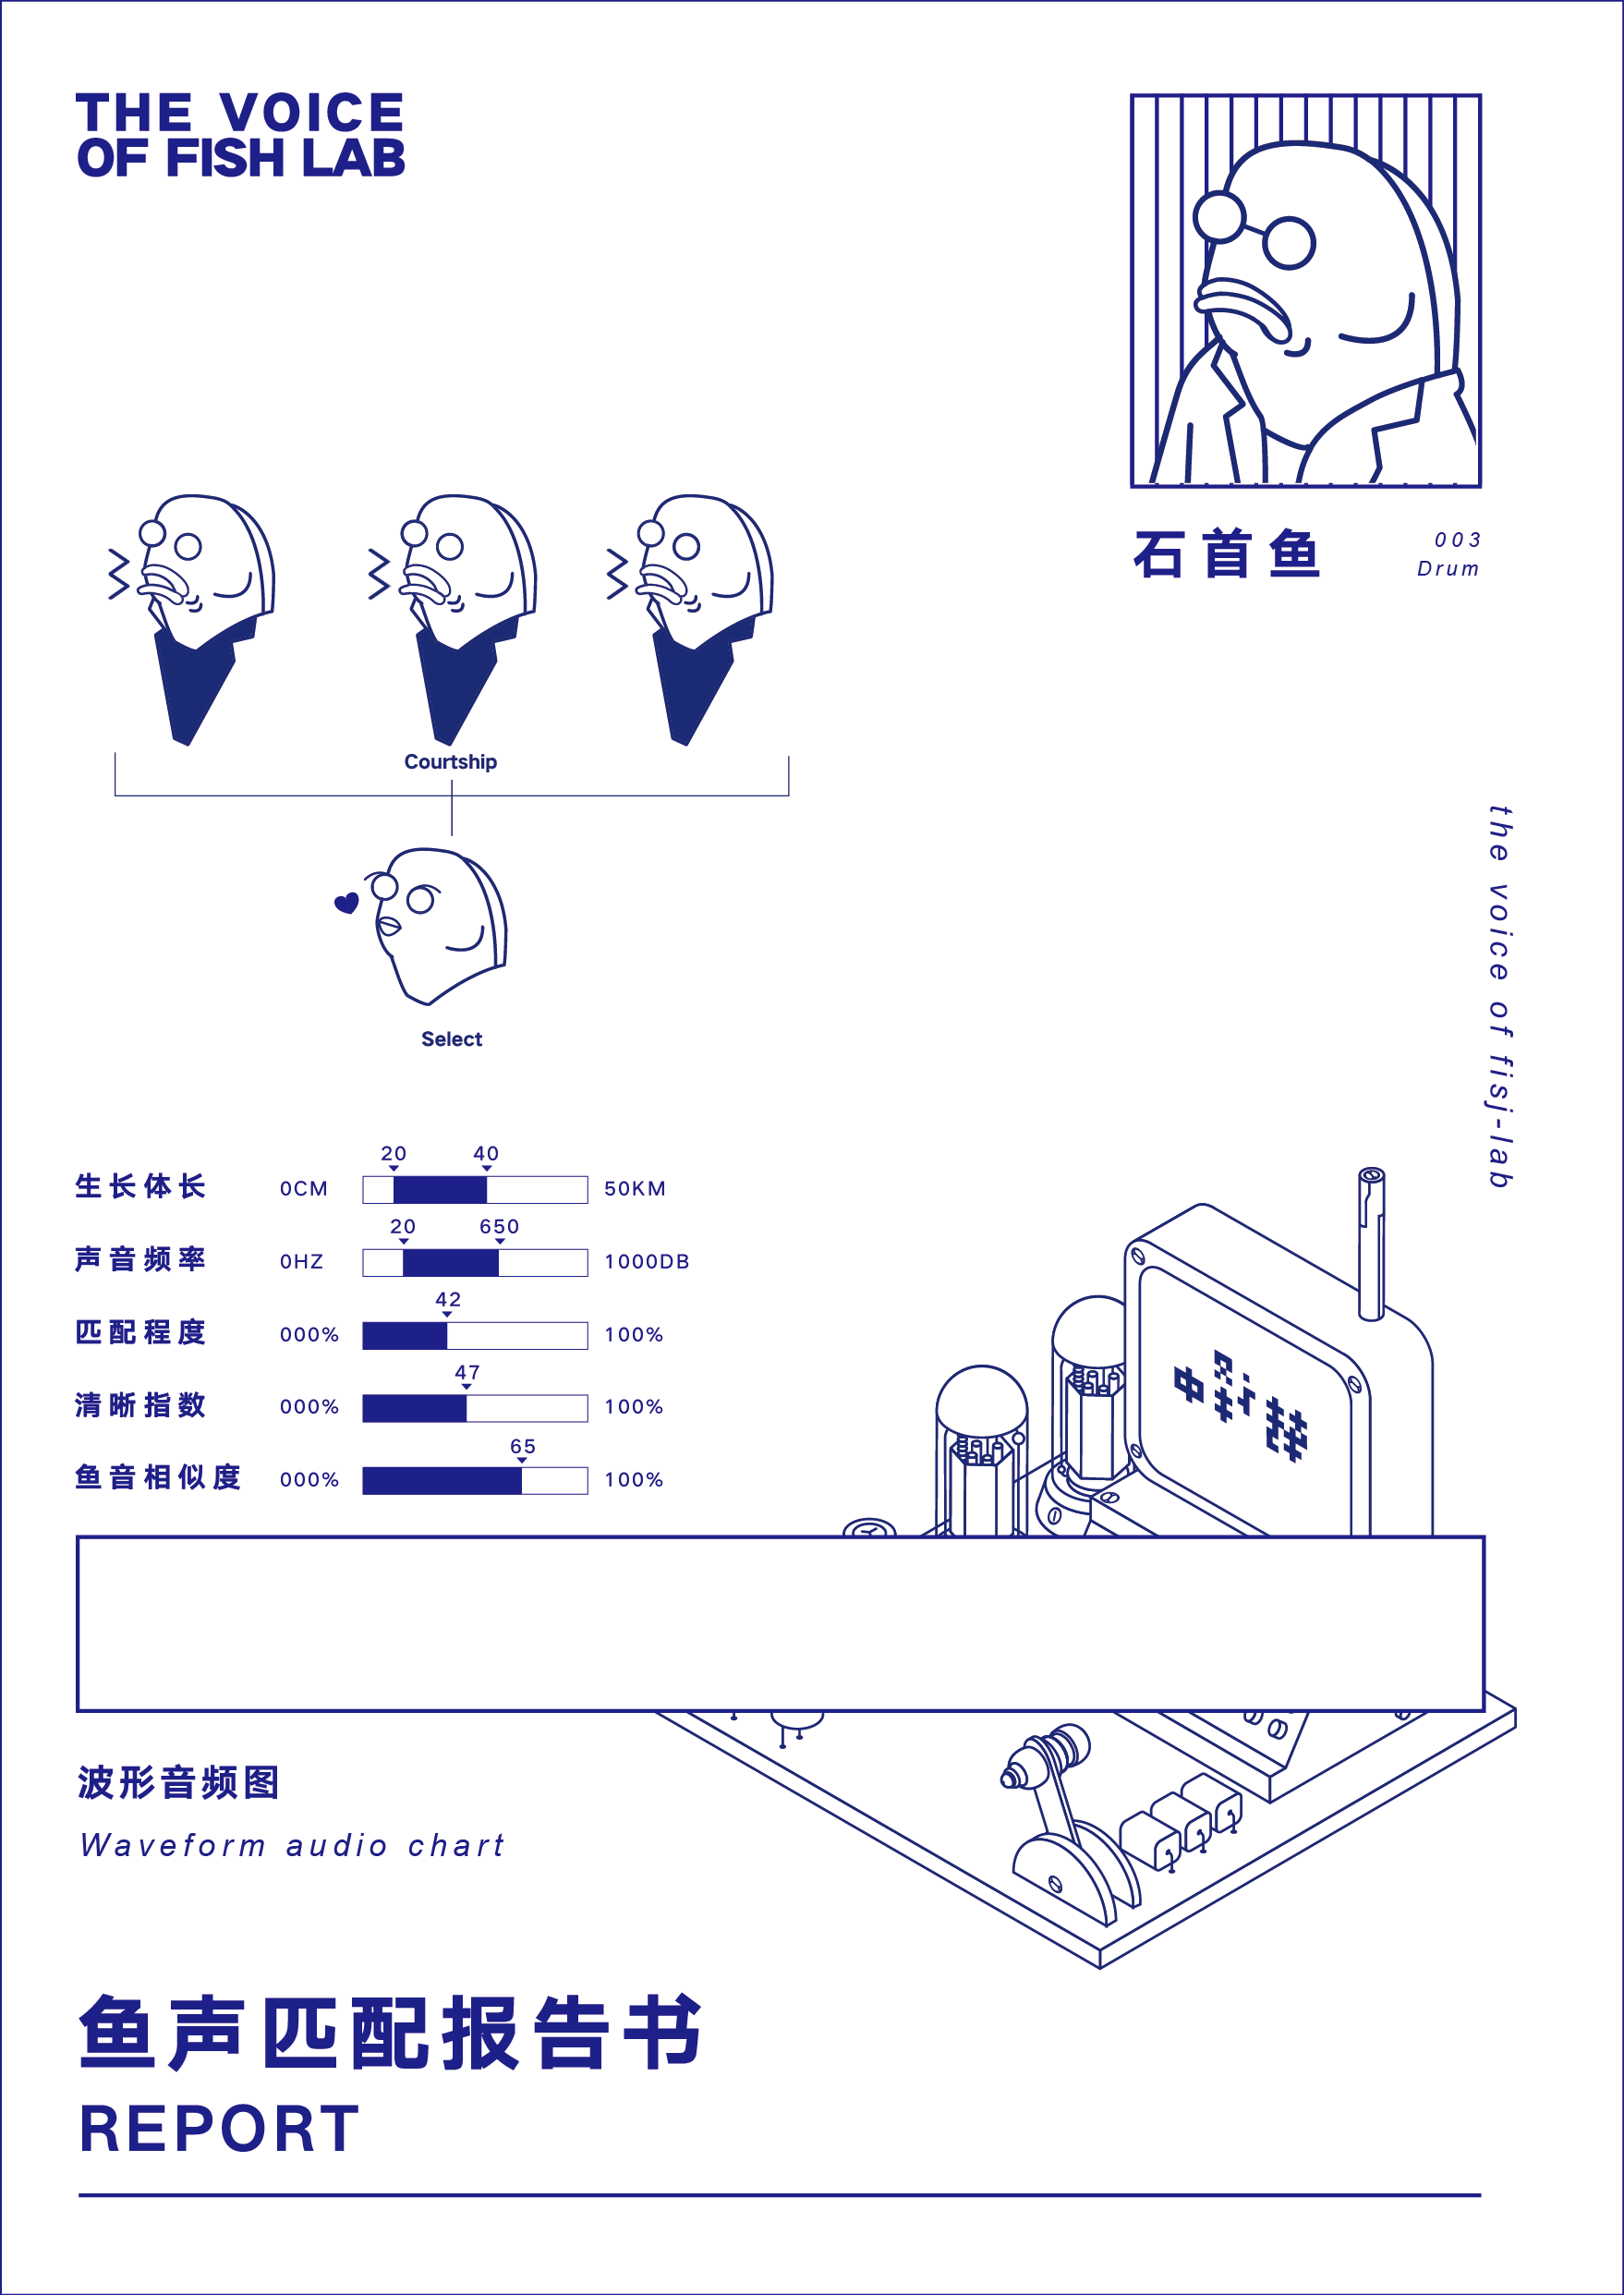 THE VOICE
OF FISH LAB
石首鱼
003
Drum
Courtship
Select
the voice of fisj-lab
20 40
生长体长 0CM 50KM
20 650
声音频率 0HZ 1000DB
42
匹配程度 000% 100%
47
清晰指数 000% 100%
65
鱼音相似度 000% 100%
波形音频图
Waveform audio chart
鱼声匹配报告书
REPORT